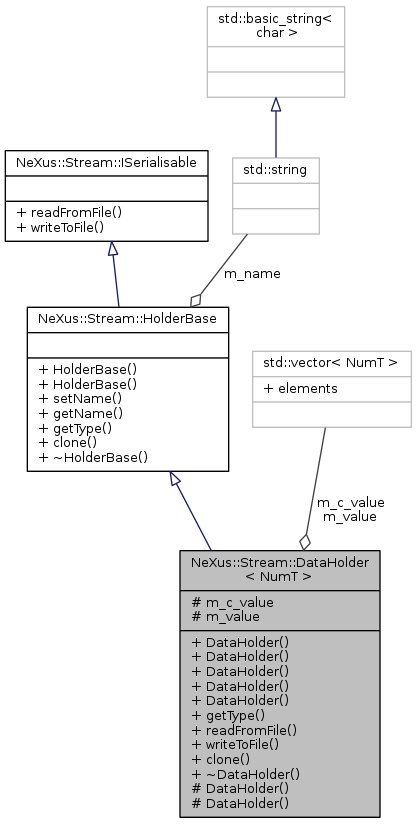 std::basic_string<
char >
NeXus::Stream::ISerialisable
+ readFromFile()
+ writeToFile()
std::string
m_name
NeXus::Stream::HolderBase
+ HolderBase()
+ HolderBase()
+ setName()
+ getName()
+ getType()
+ clone()
+ ~HolderBase()
std::vector< NumT >
+ elements
m_c_value
m_value
NeXus::Stream::DataHolder
< NumT >
# m_c_value
# m_value
+ DataHolder()
+ DataHolder()
+ DataHolder()
+ DataHolder()
+ DataHolder()
+ getType()
+ readFromFile()
+ writeToFile()
+ clone()
+ ~DataHolder()
# DataHolder()
# DataHolder()